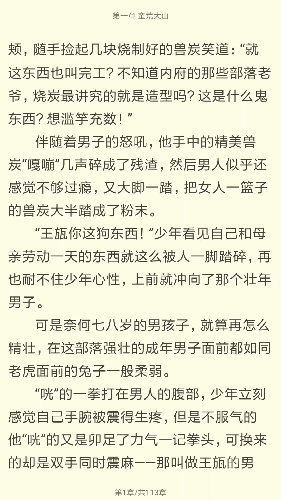 第一章 蛮荒大山
颊，随手捡起几块烧制好的兽炭笑道：“就
这东西也叫完工？不知道内府的那些部落老
爷，烧炭最讲究的就是造型吗？这是什么鬼
东西？想滥竽充数！”
伴随着男子的怒吼，他手中的精美兽
炭“嘎嘣”几声碎成了残渣，然后男人似乎还
感觉不够过瘾，又大脚一踏，把女人一篮子
的兽炭大半踏成了粉末。
“王瓻你这狗东西！”少年看见自己和母
亲劳动一天的东西就这么被人一脚踏碎，再
也耐不住少年心性，上前就冲向了那个壮年
男子。
可是奈何七八岁的男孩子，就算再怎么
精壮，在这部落强壮的成年男子面前都如同
老虎面前的兔子一般柔弱。
“咣”的一拳打在男人的腹部，少年立刻
感觉自己手腕被震得生疼，但是不服气的
他“咣”的又是卯足了力气一记拳头，可换来
的却是双手同时震麻——那叫做王瓻的男
第1章/共113章